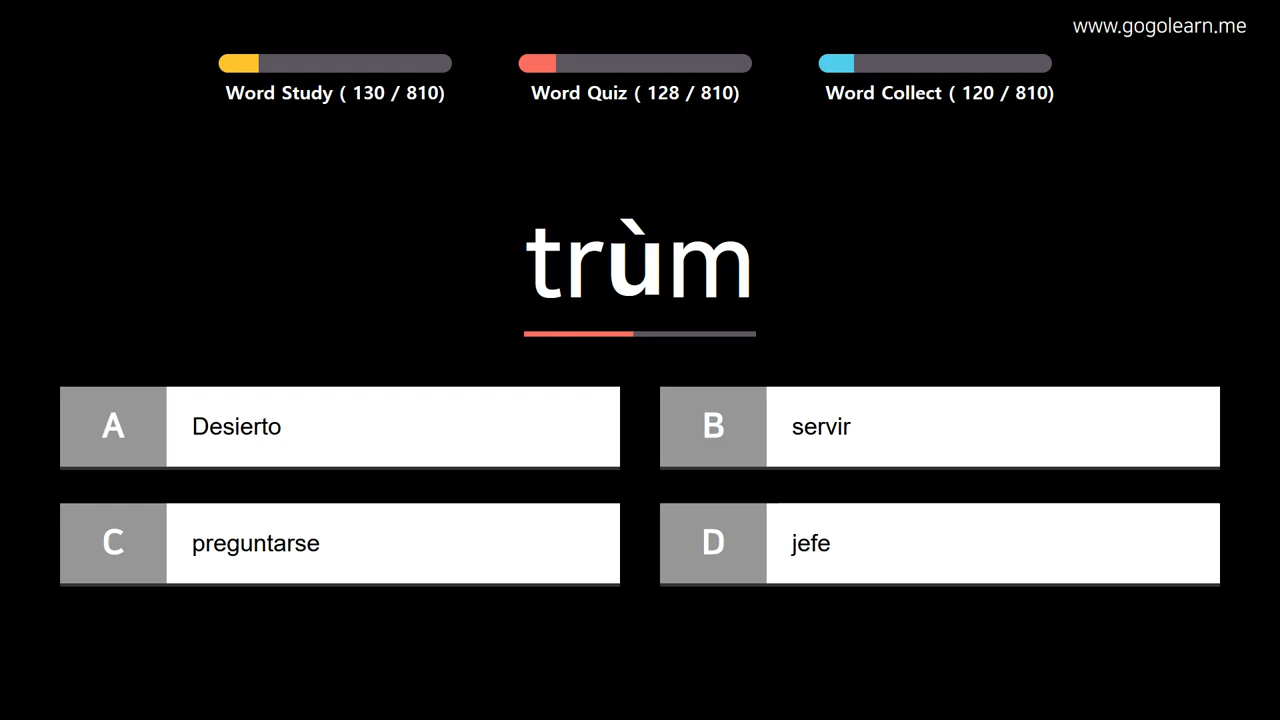 www.gogolearn.me
Word Study ( 130 / 810)
Word Quiz ( 128 / 810)
Word Collect ( 120 / 810)
trùm
A Desierto
B servir
C preguntarse
D jefe